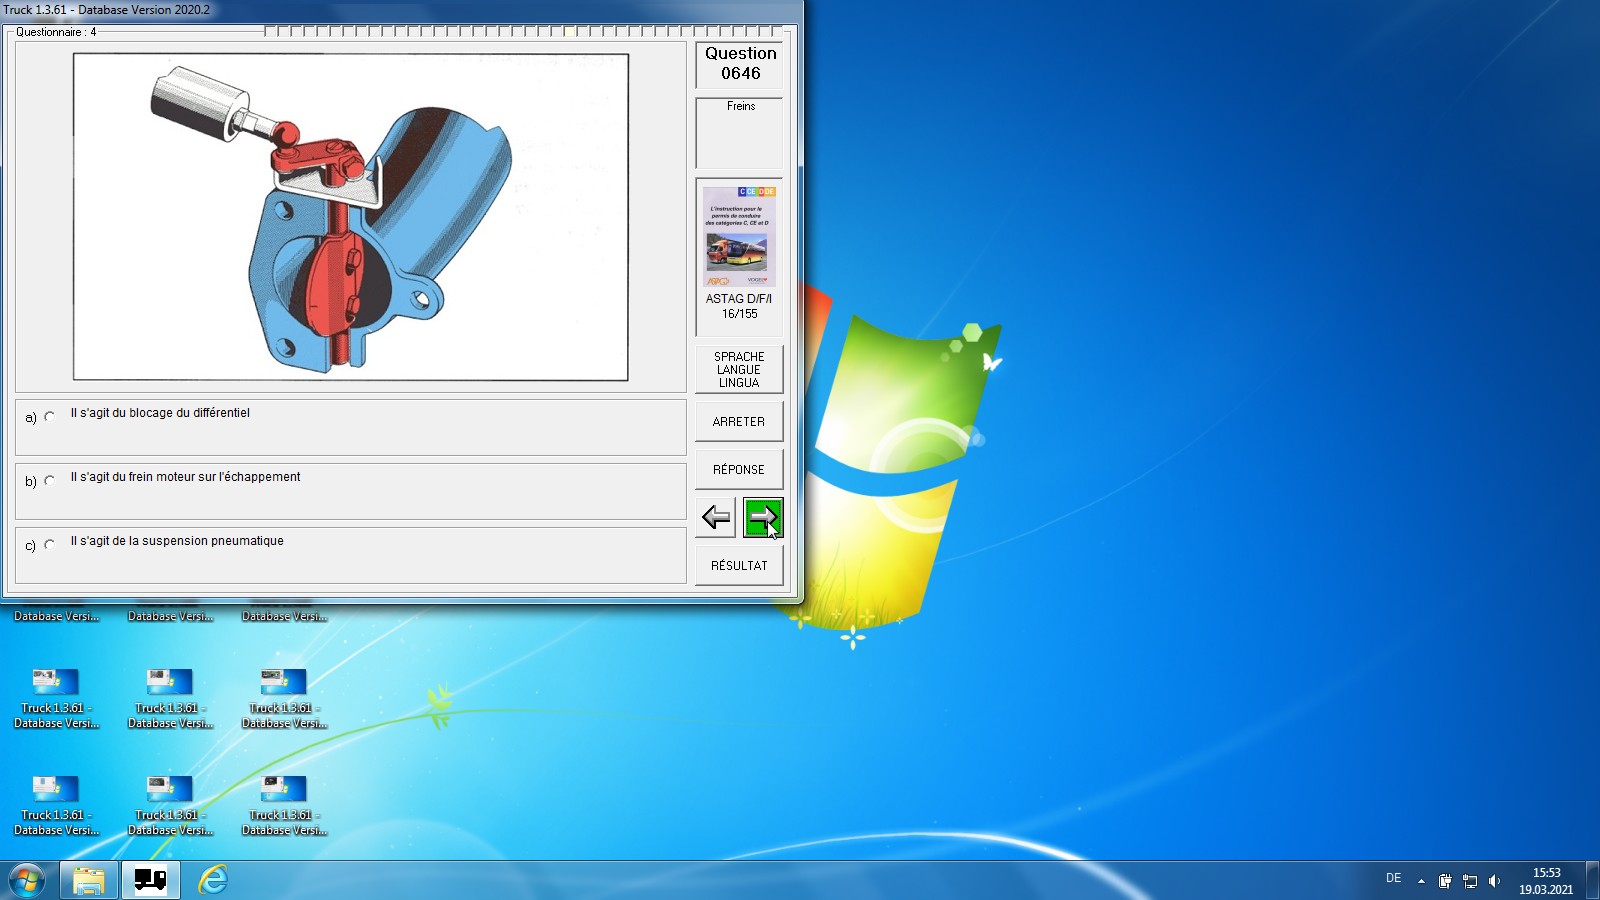 Truck 1.3.61 - Database Version 2020.2
Questionnaire : 4
Question
0646
Freins
C CE D DE
L'instruction pour le
permis de conduire
des catégories C, CE et D
ASTAG D/F/I
16/155
SPRACHE
LANGUE
LINGUA
ARRETER
RÉPONSE
RÉSULTAT
a) Il s'agit du blocage du différentiel
b) Il s'agit du frein moteur sur l'échappement
c) Il s'agit de la suspension pneumatique
Database Versi... Database Versi... Database Versi...
Truck 1.3.61 - Truck 1.3.61 - Truck 1.3.61 -
Database Versi... Database Versi... Database Versi...
Truck 1.3.61 - Truck 1.3.61 - Truck 1.3.61 -
Database Versi... Database Versi... Database Versi...
DE
15:53
19.03.2021